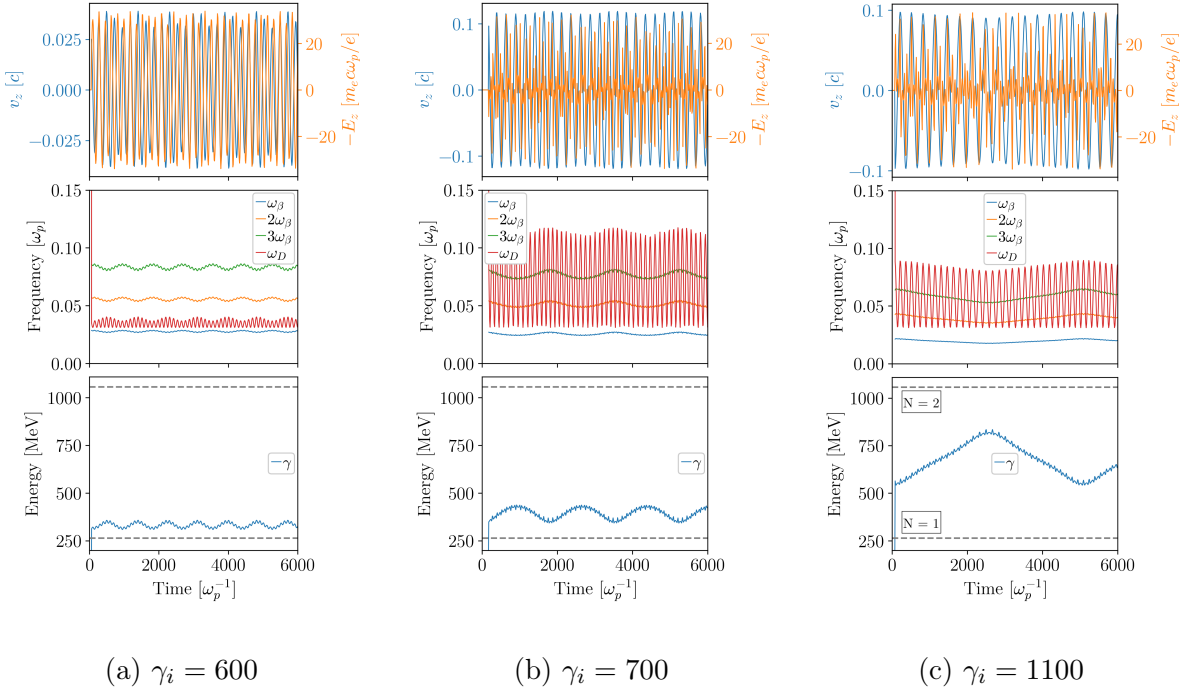 0.025
0.000
−0.025
v_z [c]
20
0
−20
−E_z [m_e cω_p/e]
0.1
0.0
−0.1
v_z [c]
20
0
−20
−E_z [m_e cω_p/e]
0.1
0.0
−0.1
v_z [c]
20
0
−20
−E_z [m_e cω_p/e]
0.15
0.10
0.05
0.00
Frequency [ω_p]
ω_β
2ω_β
3ω_β
ω_D
0.15
0.10
0.05
0.00
Frequency [ω_p]
ω_β
2ω_β
3ω_β
ω_D
0.15
0.10
0.05
0.00
Frequency [ω_p]
ω_β
2ω_β
3ω_β
ω_D
1000
750
500
250
Energy [MeV]
γ
0 2000 4000 6000
Time [ω_p^{-1}]
1000
750
500
250
Energy [MeV]
γ
0 2000 4000 6000
Time [ω_p^{-1}]
1000
750
500
250
Energy [MeV]
N = 2
γ
N = 1
0 2000 4000 6000
Time [ω_p^{-1}]
(a) γ_i = 600
(b) γ_i = 700
(c) γ_i = 1100